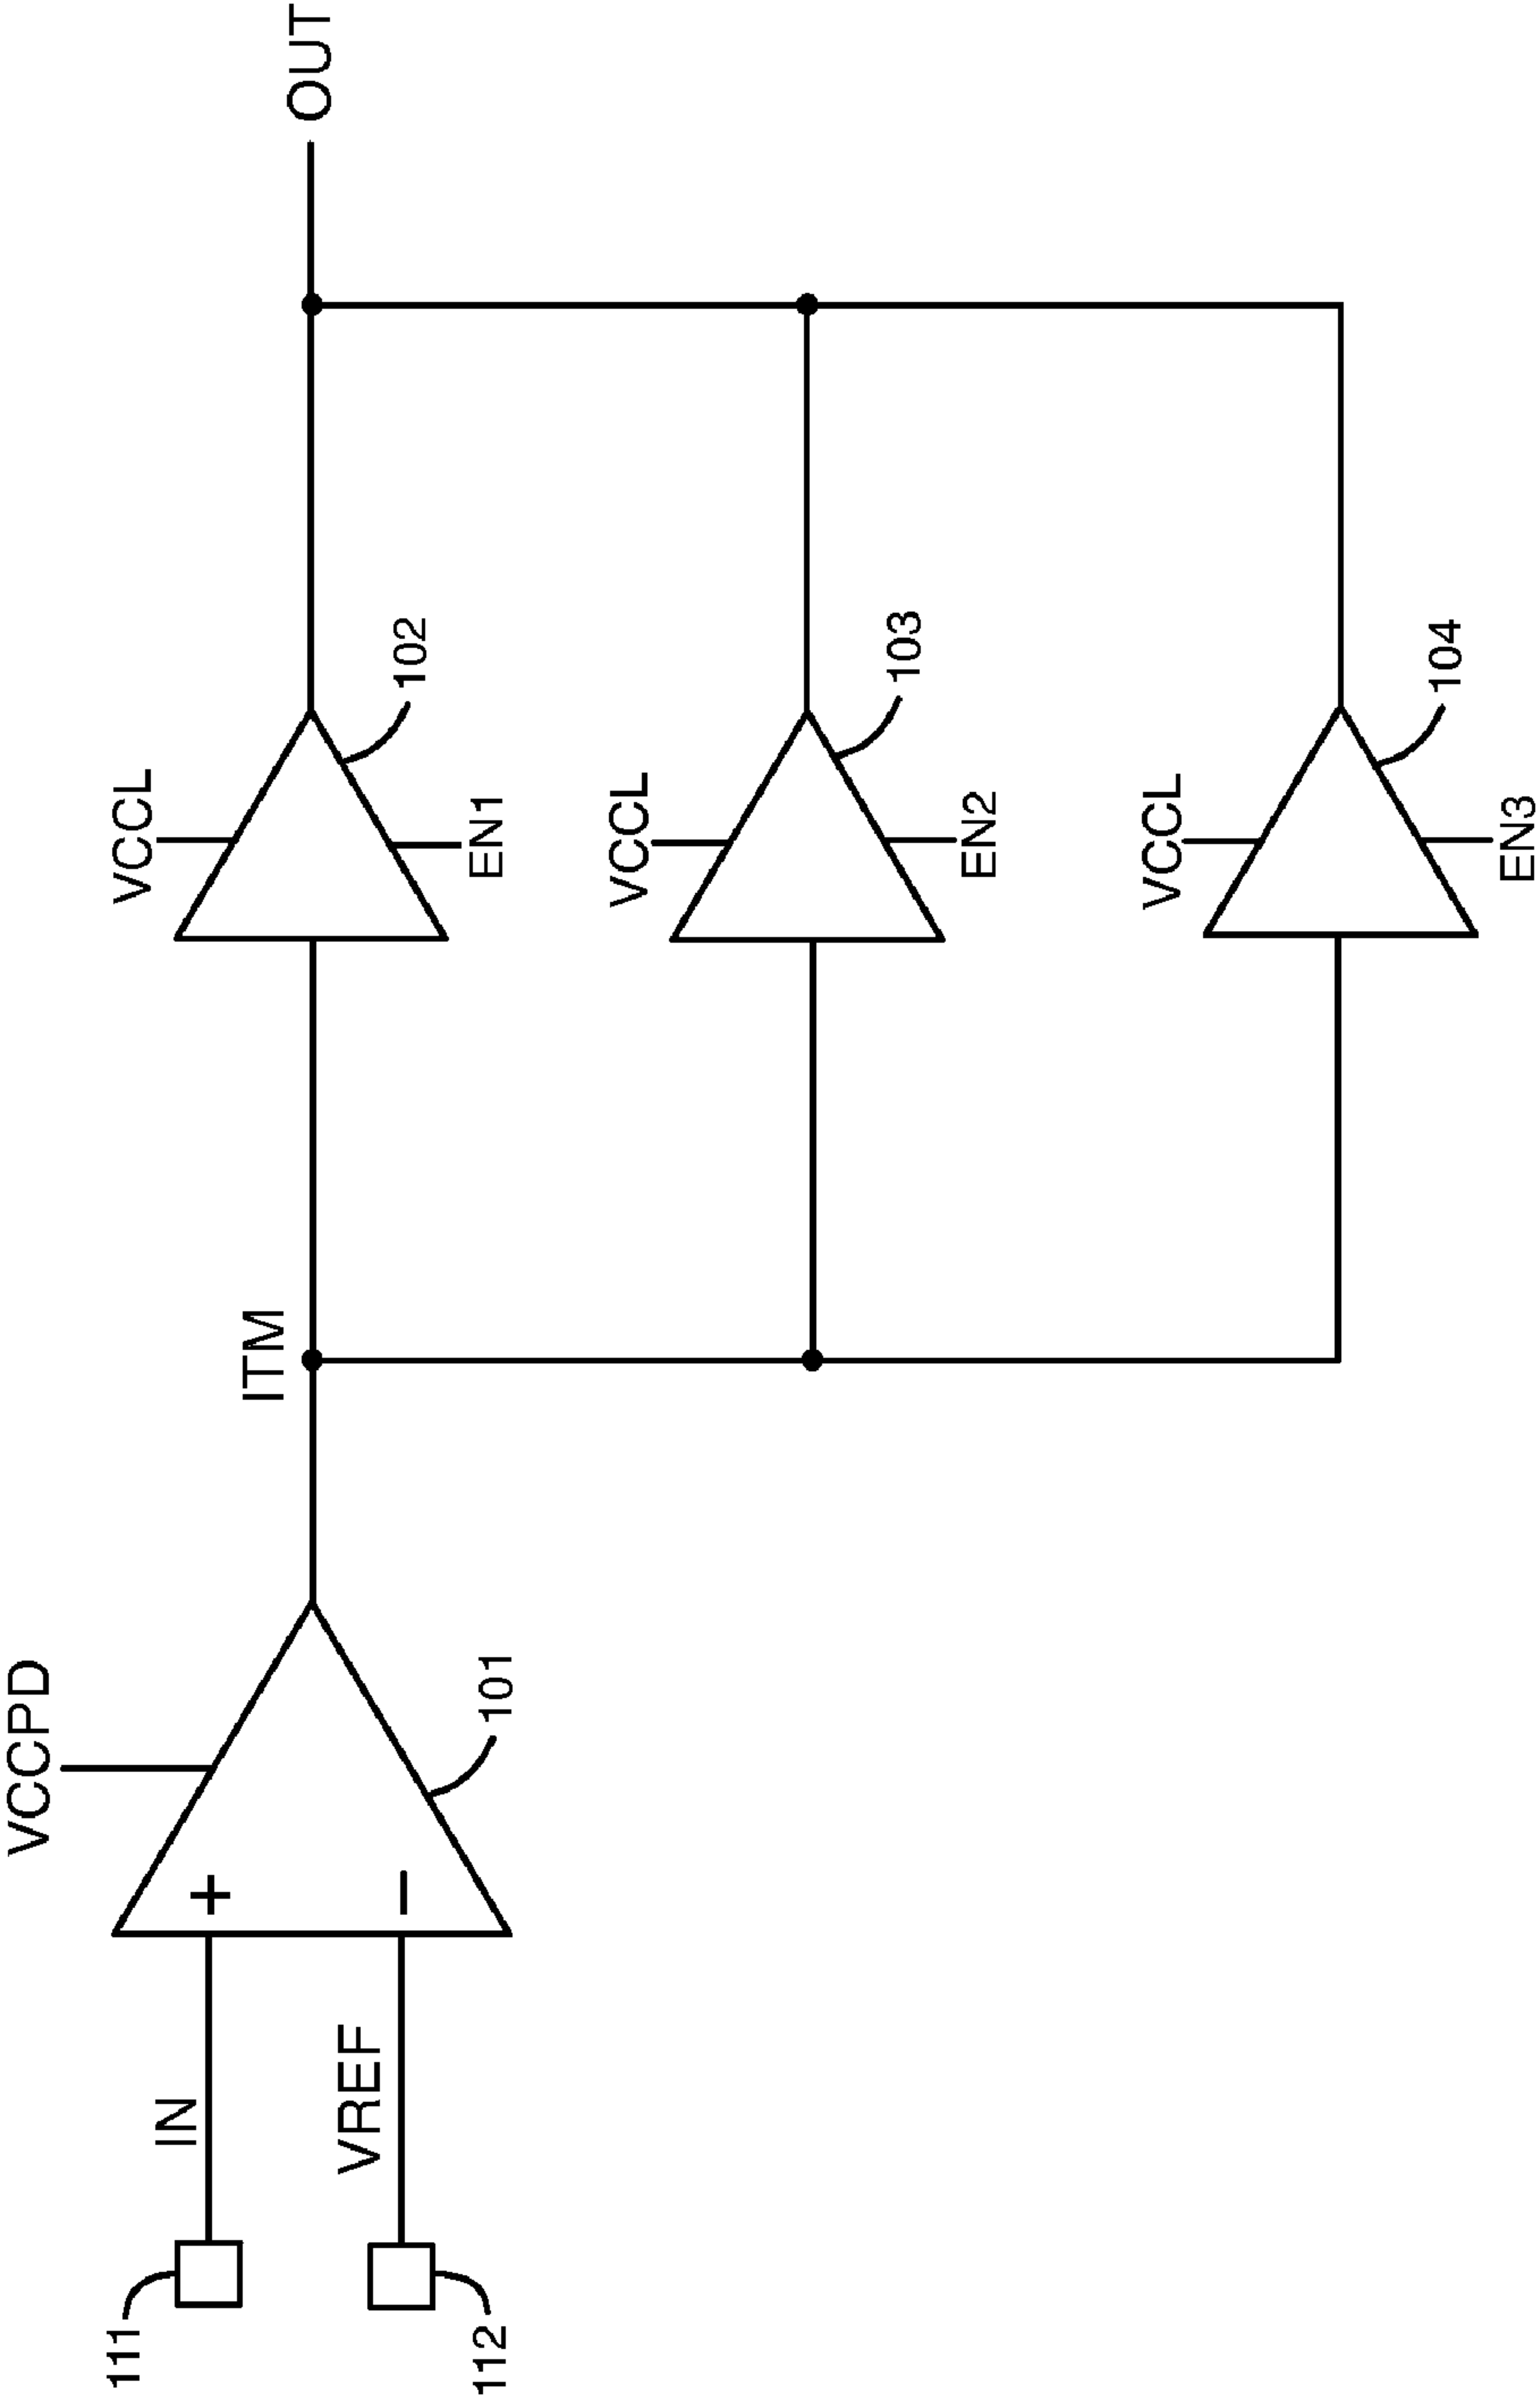 VCCPD
111
IN
+
101
112
VREF
−
ITM
VCCL
102
EN1
VCCL
103
EN2
VCCL
104
EN3
OUT